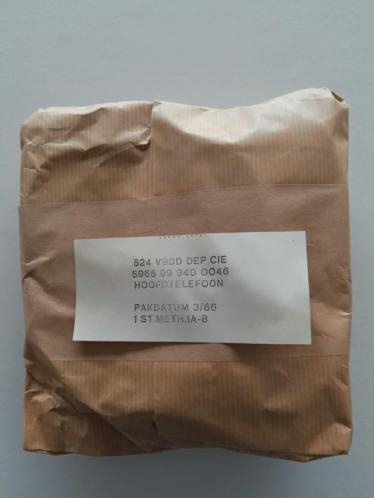 524 VBDD DEP CIE
5965 99 940 0046
HOOFDTELEFOON
PAKDATUM 3/66
1 ST.METH.IA-8